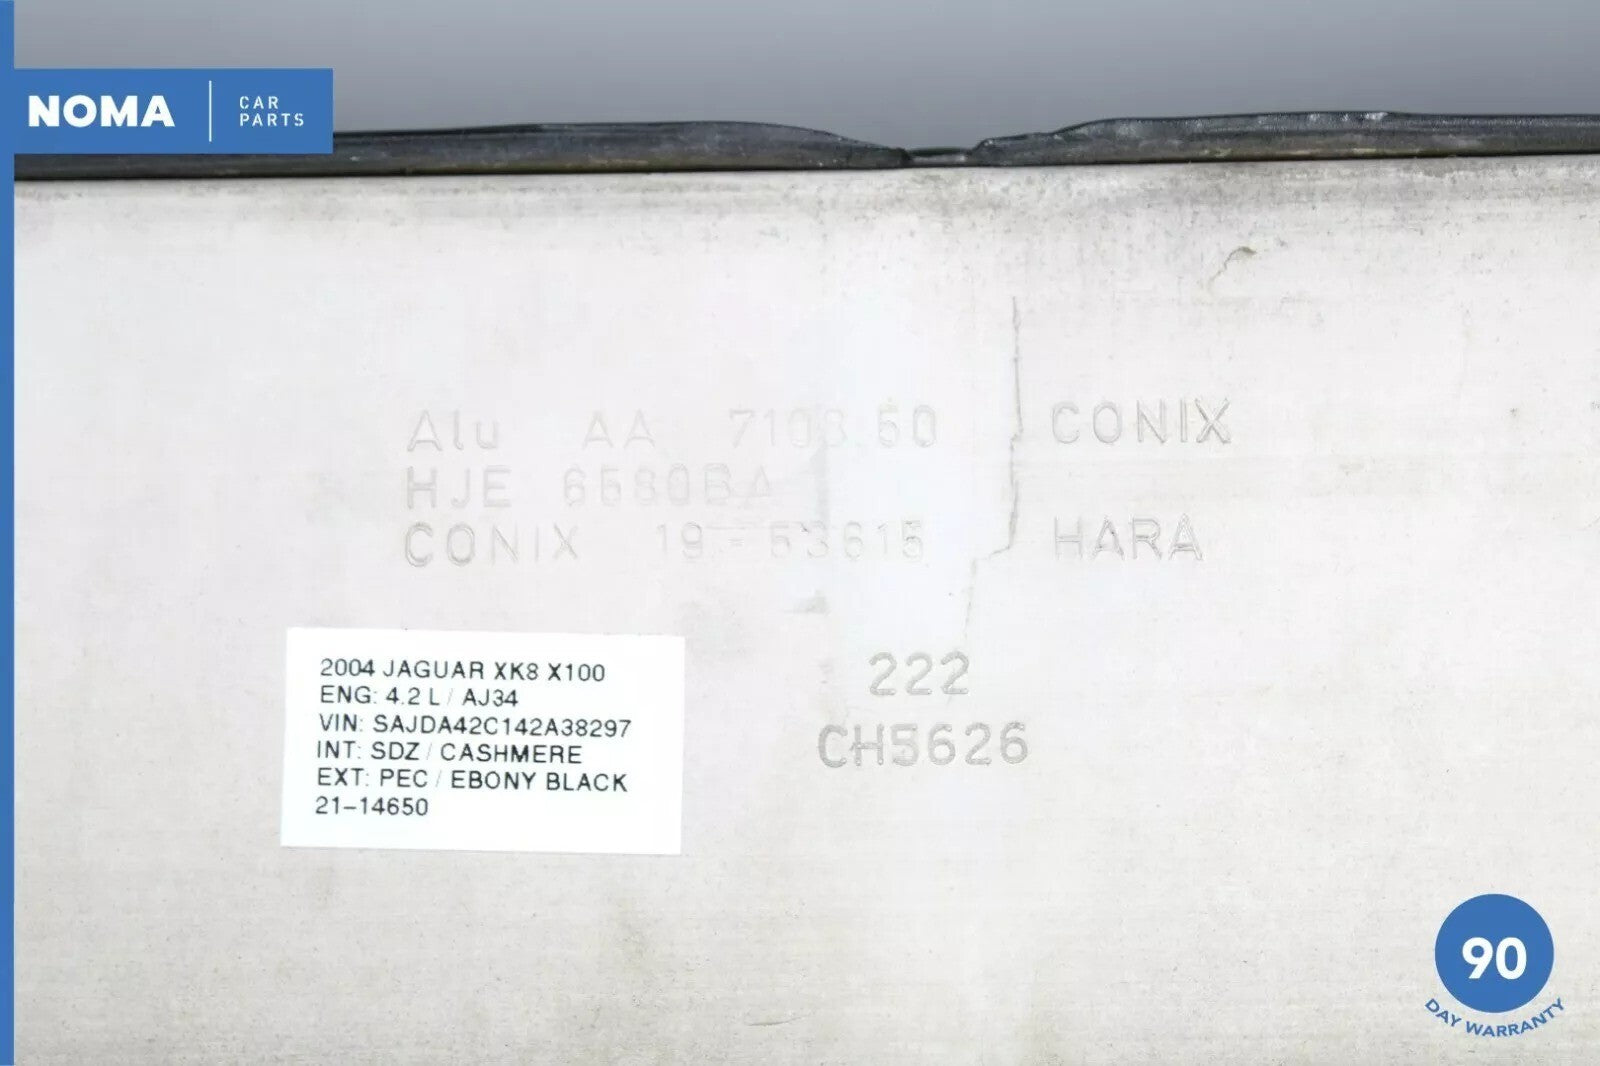 NOMA
CAR
PARTS
Alu AA 7108.50 CONIX
HJE 6580BA
CONIX 19-53615 HARA
222
CH5626
2004 JAGUAR XK8 X100
ENG: 4.2 L / AJ34
VIN: SAJDA42C142A38297
INT: SDZ / CASHMERE
EXT: PEC / EBONY BLACK
21-14650
90
DAY WARRANTY